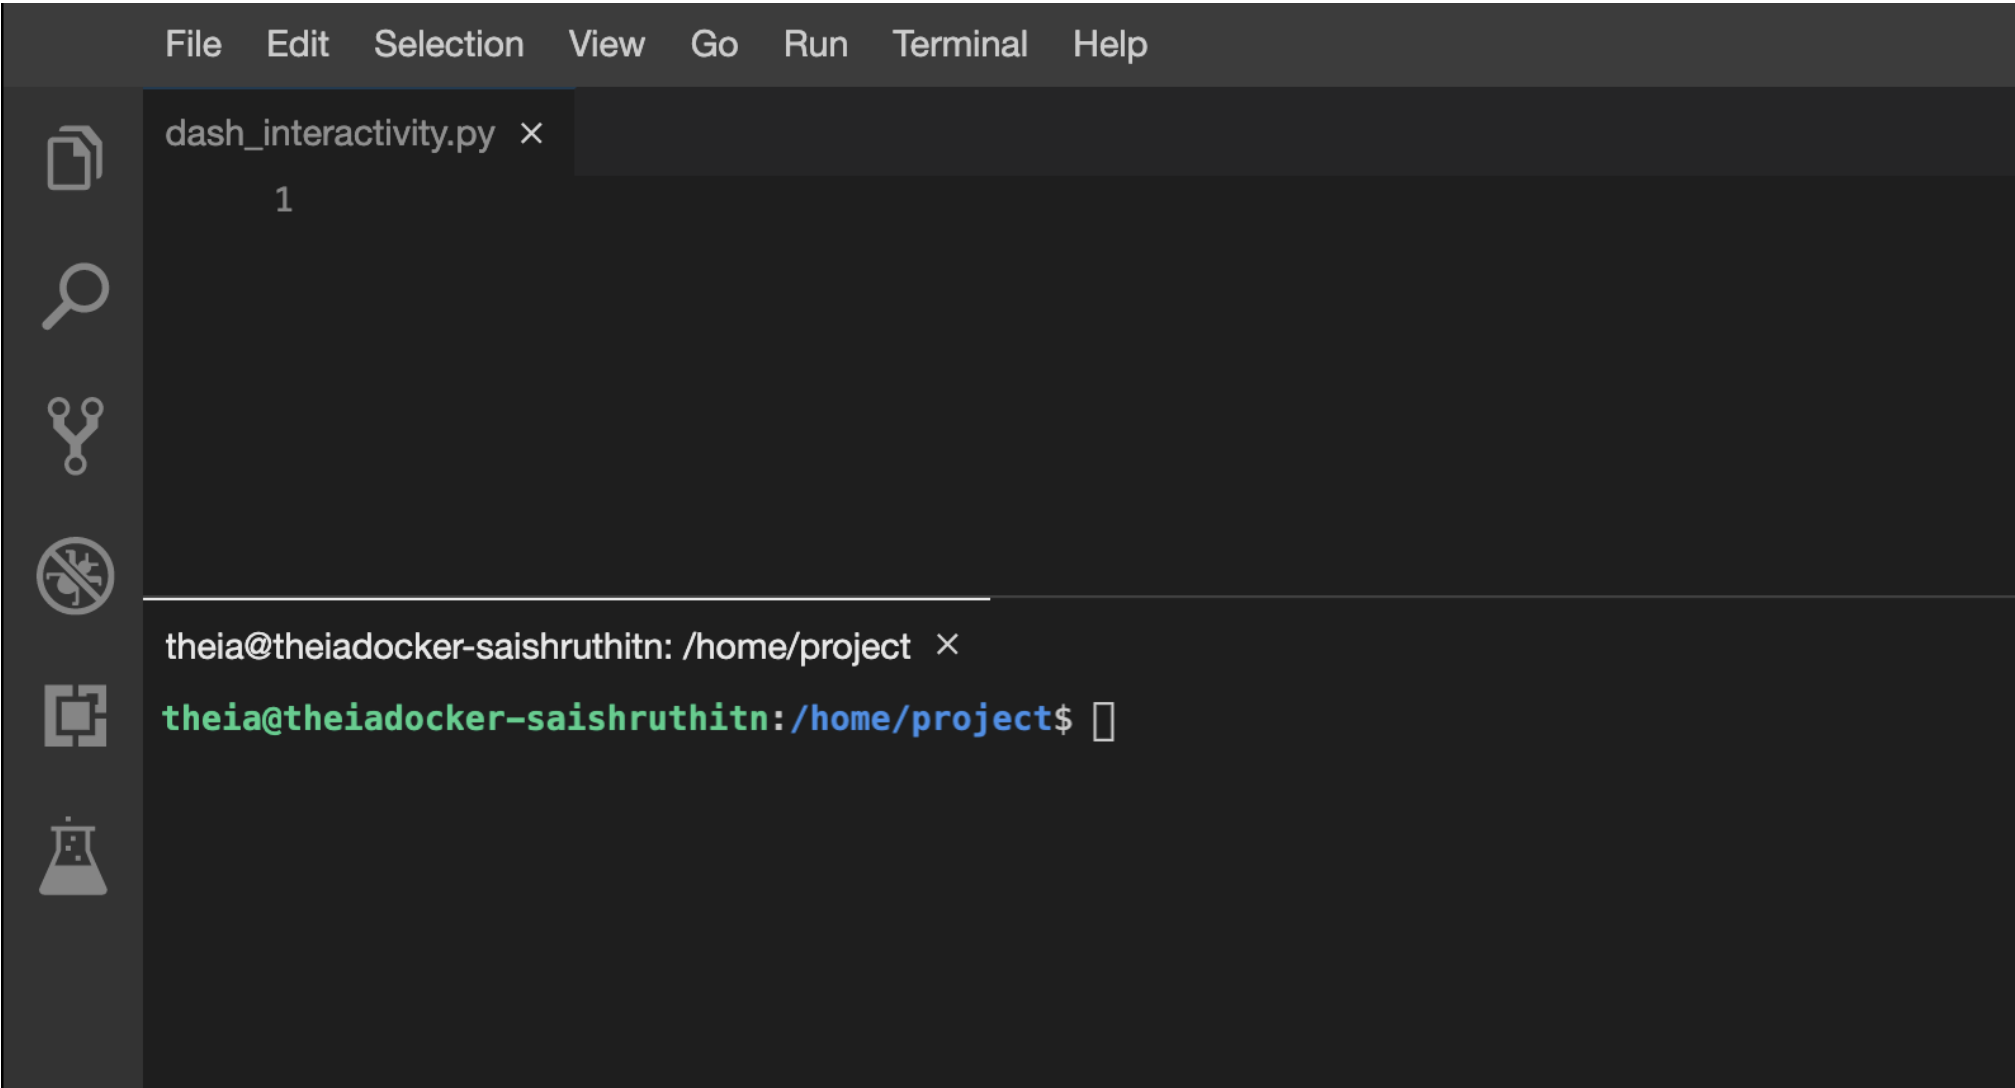 File Edit Selection View Go Run Terminal Help
dash_interactivity.py ×
1
theia@theiadocker-saishruthitn: /home/project ×
theia@theiadocker-saishruthitn:/home/project$